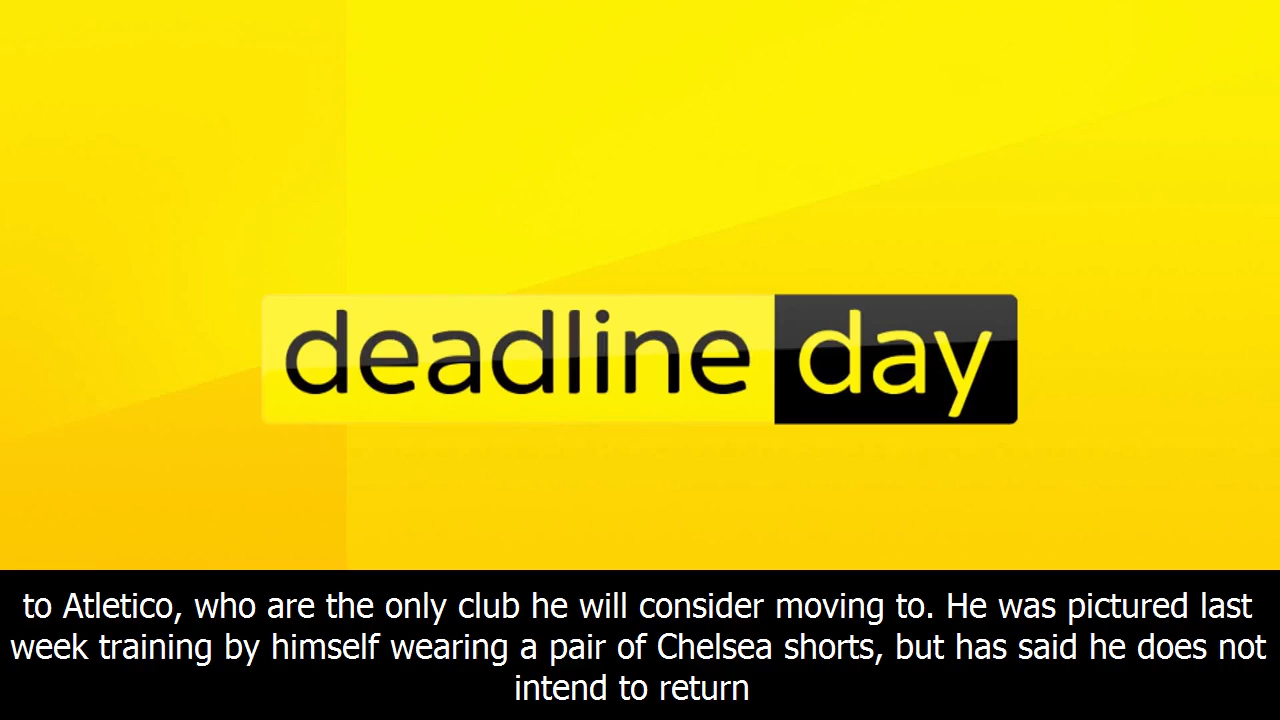 deadline day
to Atletico, who are the only club he will consider moving to. He was pictured last
week training by himself wearing a pair of Chelsea shorts, but has said he does not
intend to return